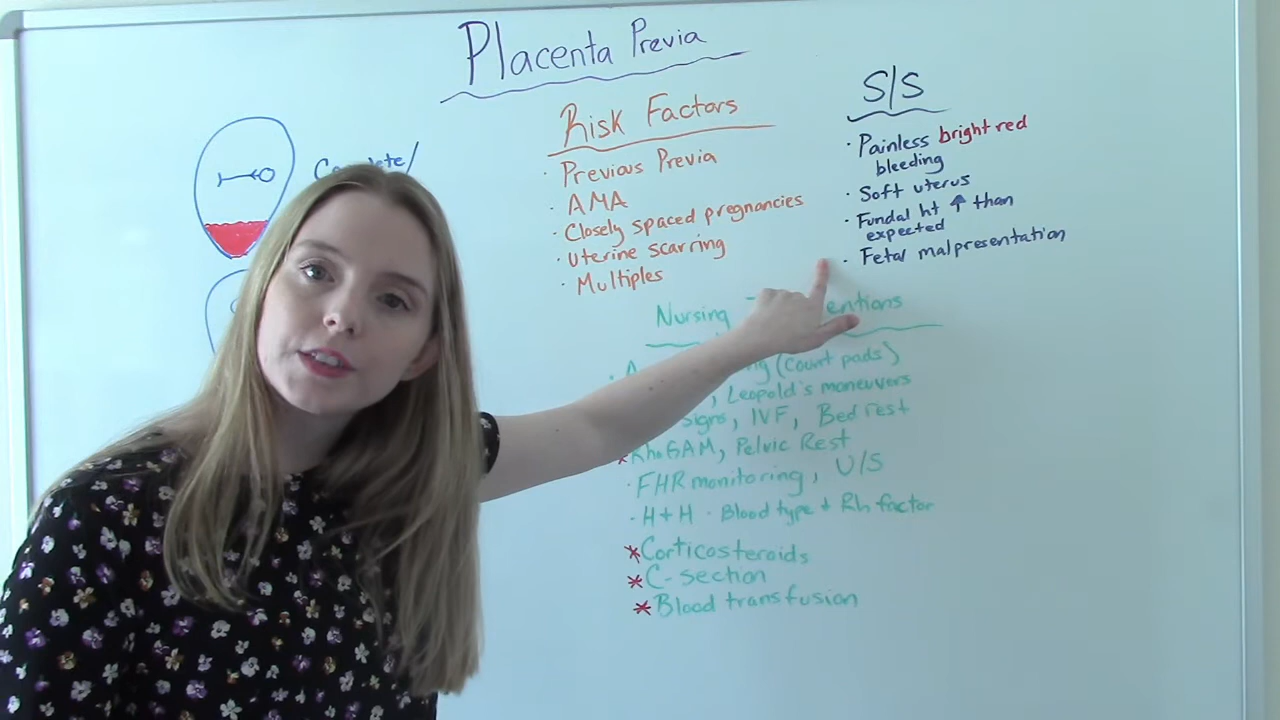 Placenta Previa
Risk Factors
· Previous Previa
· AMA
· Closely spaced pregnancies
· Uterine scarring
· Multiples
S/S
· Painless bright red
bleeding
· Soft uterus
· Fundal ht ↑ than
expected
· Fetal malpresentation
Nursing
(count pads)
, Leopold's maneuvers
signs, IVF, Bed rest
*RhoGAM, Pelvic Rest
· FHR monitoring, U/S
· H+H · Blood type + Rh factor
*Corticosteroids
*C-section
*Blood transfusion